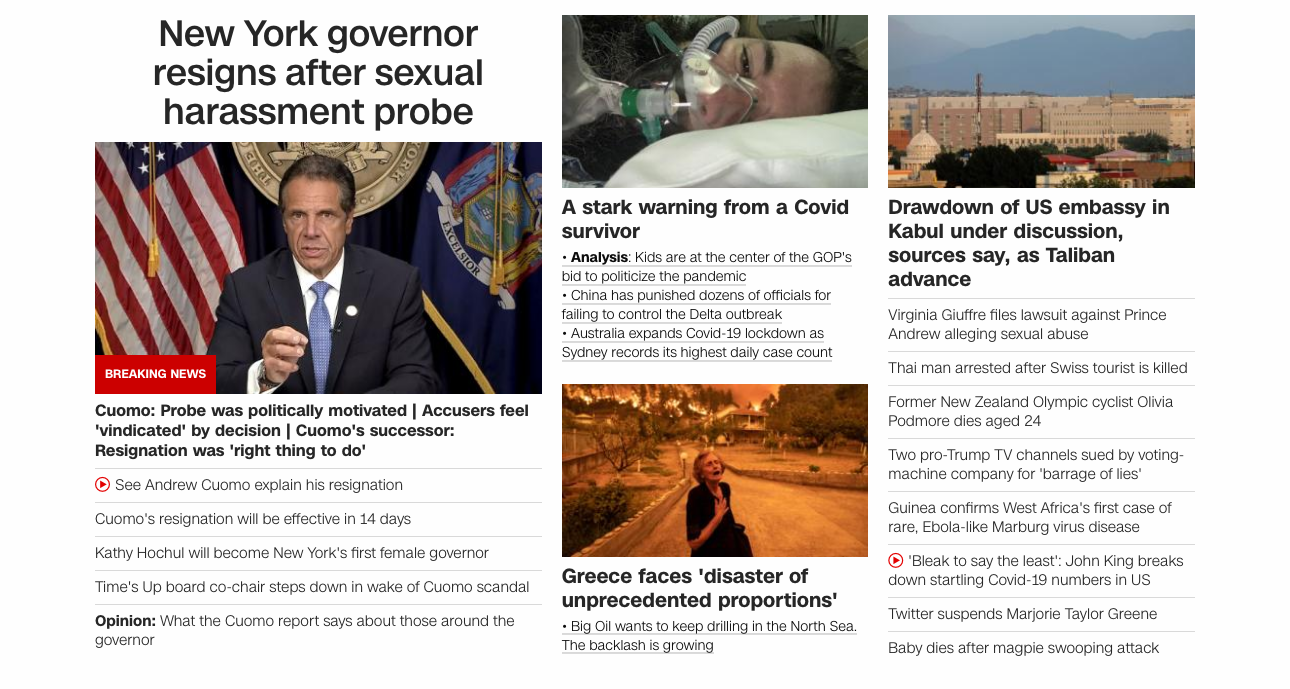 New York governor
resigns after sexual
harassment probe
EXCELSIOR
BREAKING NEWS
Cuomo: Probe was politically motivated | Accusers feel
'vindicated' by decision | Cuomo's successor:
Resignation was 'right thing to do'
See Andrew Cuomo explain his resignation
Cuomo's resignation will be effective in 14 days
Kathy Hochul will become New York's first female governor
Time's Up board co-chair steps down in wake of Cuomo scandal
Opinion: What the Cuomo report says about those around the
governor
A stark warning from a Covid
survivor
• Analysis: Kids are at the center of the GOP's
bid to politicize the pandemic
• China has punished dozens of officials for
failing to control the Delta outbreak
• Australia expands Covid-19 lockdown as
Sydney records its highest daily case count
Greece faces 'disaster of
unprecedented proportions'
• Big Oil wants to keep drilling in the North Sea.
The backlash is growing
Drawdown of US embassy in
Kabul under discussion,
sources say, as Taliban
advance
Virginia Giuffre files lawsuit against Prince
Andrew alleging sexual abuse
Thai man arrested after Swiss tourist is killed
Former New Zealand Olympic cyclist Olivia
Podmore dies aged 24
Two pro-Trump TV channels sued by voting-
machine company for 'barrage of lies'
Guinea confirms West Africa's first case of
rare, Ebola-like Marburg virus disease
'Bleak to say the least': John King breaks
down startling Covid-19 numbers in US
Twitter suspends Marjorie Taylor Greene
Baby dies after magpie swooping attack